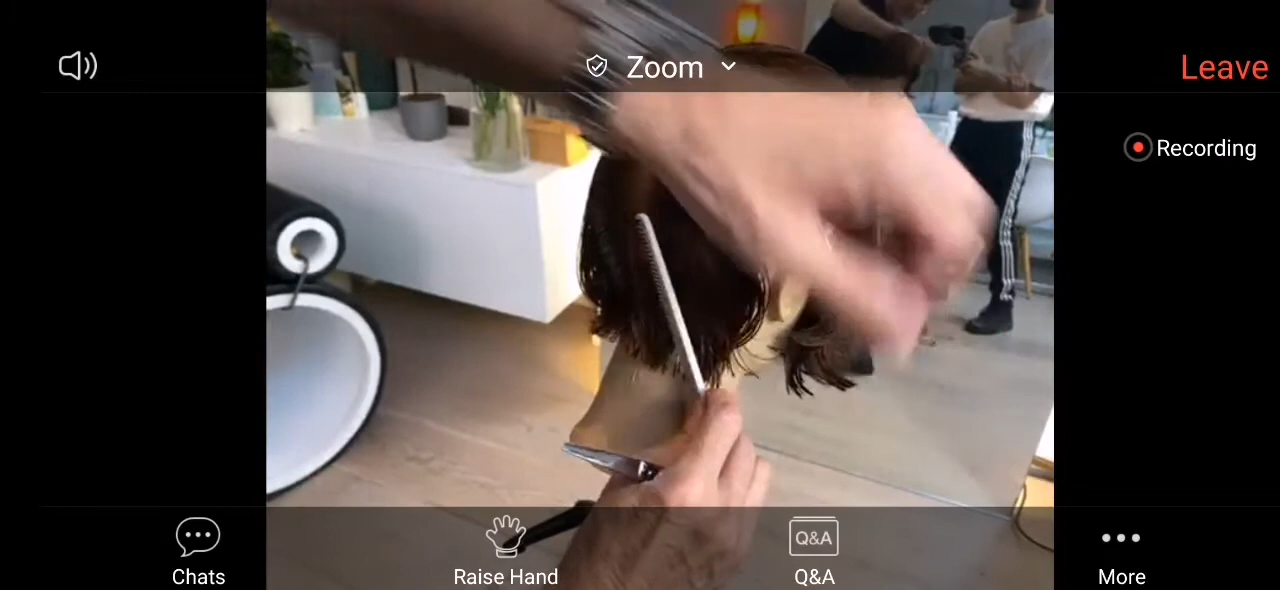 Zoom
Leave
Recording
Q&A
Chats
Raise Hand
Q&A
More